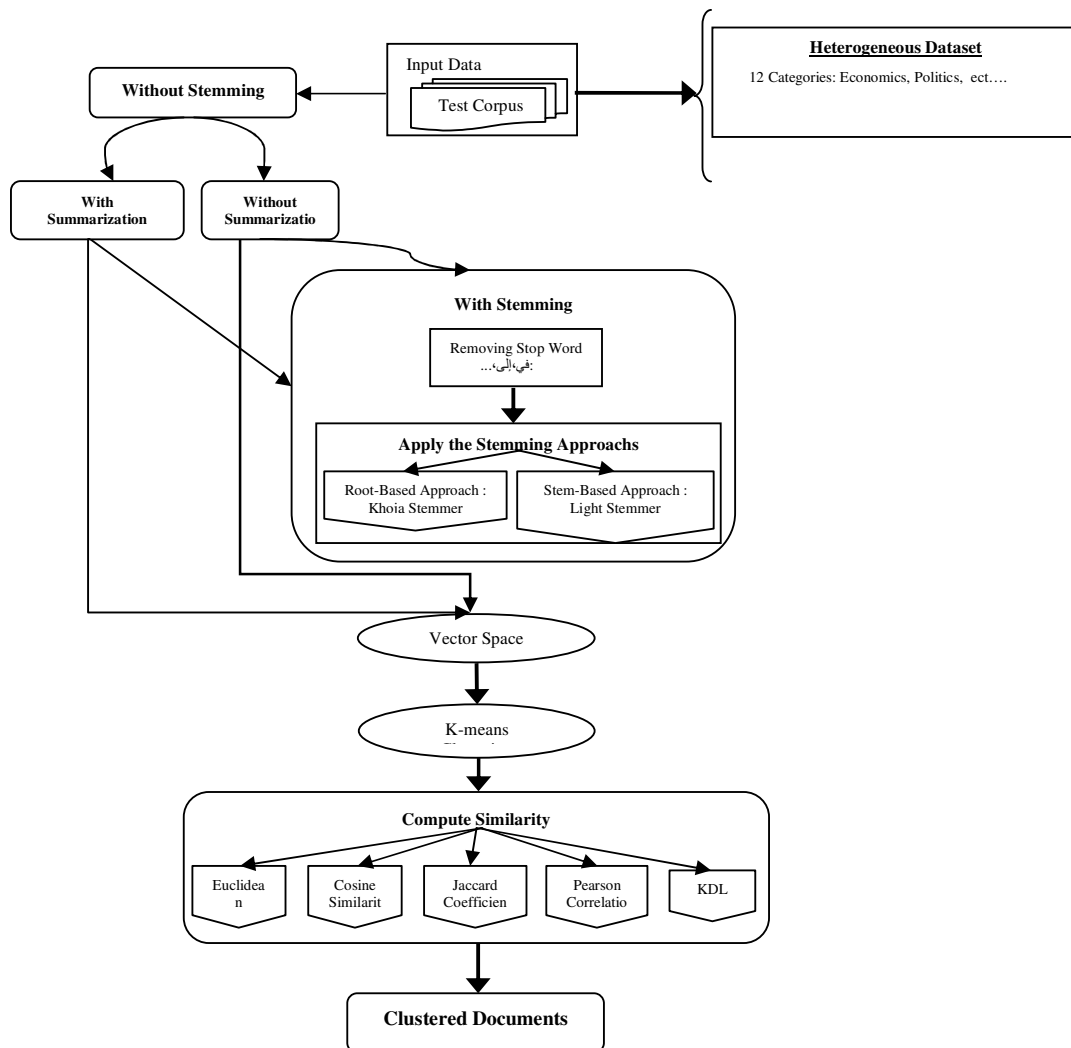 Heterogeneous Dataset
12 Categories: Economics, Politics, ect….
Input Data
Test Corpus
Without Stemming
With
Summarization
Without
Summarizatio
With Stemming
Removing Stop Word
:في،إلى،...
Apply the Stemming Approachs
Root-Based Approach :
Khoia Stemmer
Stem-Based Approach :
Light Stemmer
Vector Space
K-means
Compute Similarity
Euclidea
n
Cosine
Similarit
Jaccard
Coefficien
Pearson
Correlatio
KDL
Clustered Documents